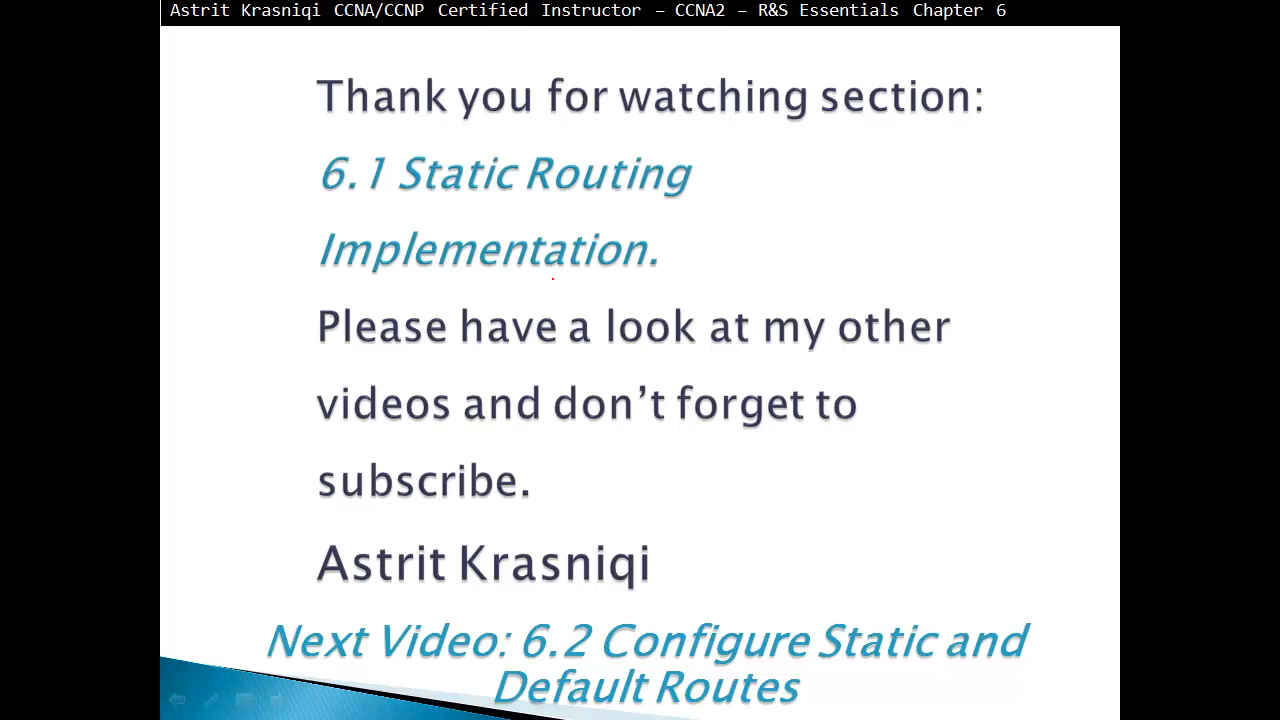 Astrit Krasniqi CCNA/CCNP Certified Instructor – CCNA2 – R&S Essentials Chapter 6
Thank you for watching section:
6.1 Static Routing
Implementation.
Please have a look at my other
videos and don’t forget to
subscribe.
Astrit Krasniqi
Next Video: 6.2 Configure Static and
Default Routes